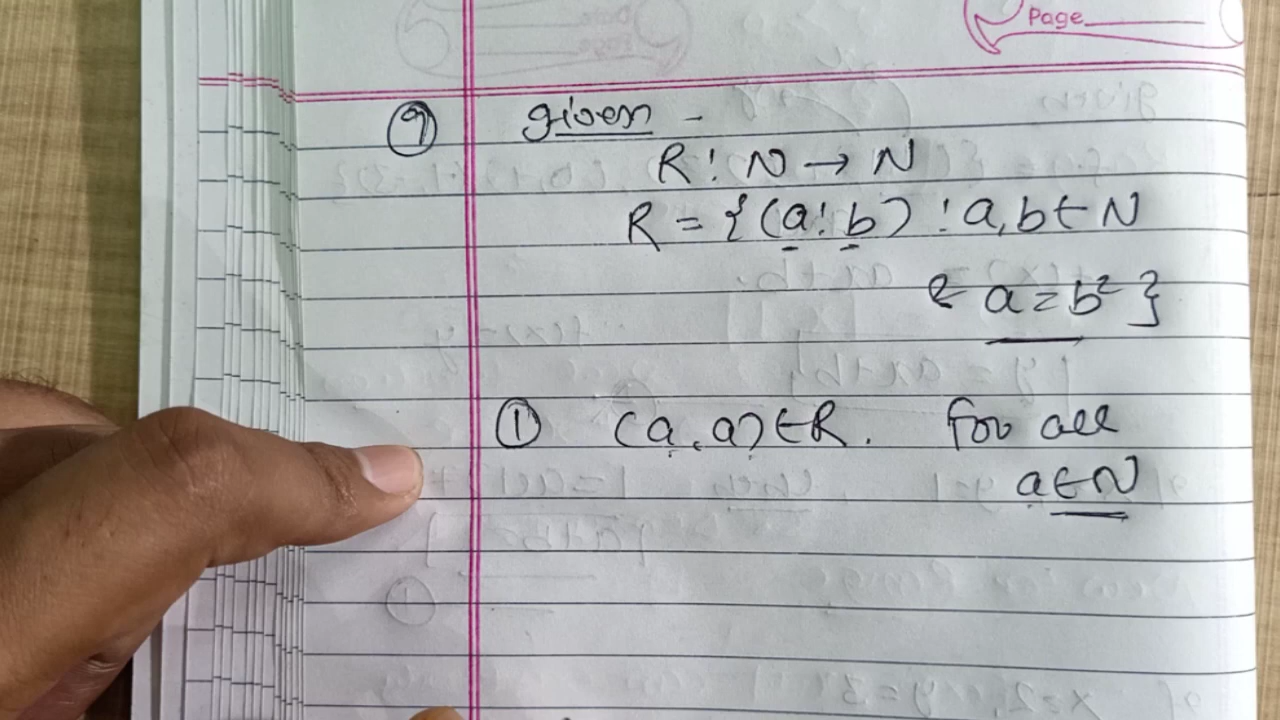 Page
9 given -
R : N → N
R = {(a : b) : a, b ∈ N
& a = b² }
① (a, a) ∈ R. for all
a ∈ N